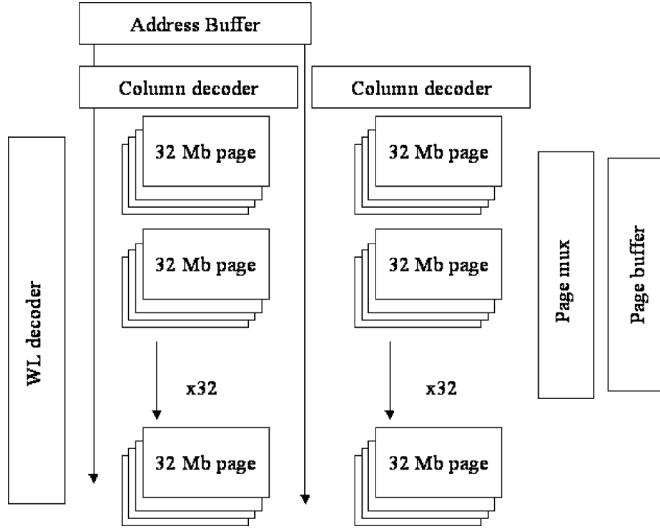 Address Buffer
Column decoder
Column decoder
32 Mb page
32 Mb page
32 Mb page
32 Mb page
WL decoder
Page mux
Page buffer
x32
x32
32 Mb page
32 Mb page